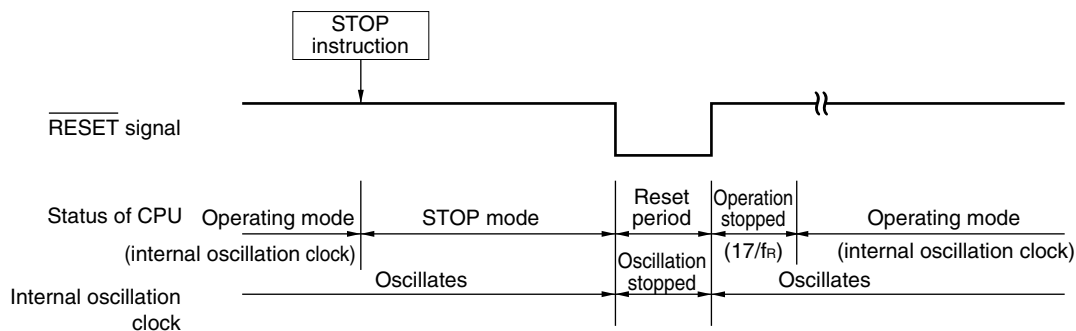 STOP
instruction
RESET signal
Status of CPU
Operating mode
(internal oscillation clock)
STOP mode
Reset
period
Operation
stopped
(17/fR)
Operating mode
(internal oscillation clock)
Internal oscillation
clock
Oscillates
Oscillation
stopped
Oscillates